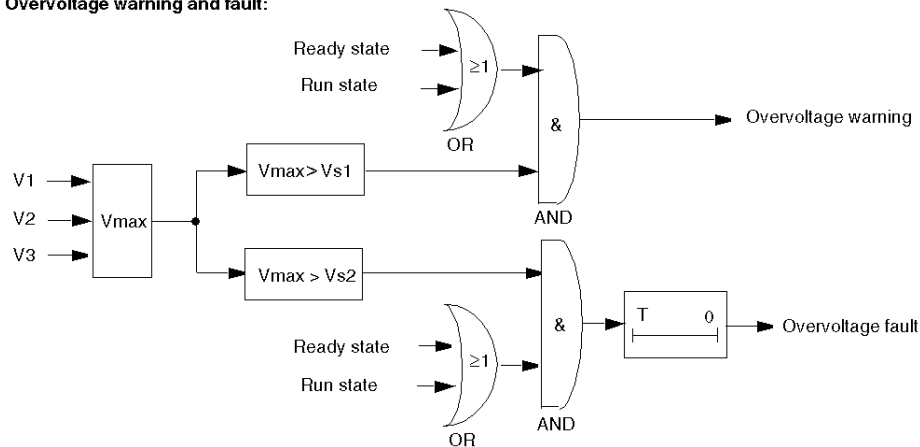 Overvoltage warning and fault:
Ready state
Run state
≥1
OR
&
AND
Overvoltage warning
V1
V2
V3
Vmax
Vmax> Vs1
Vmax > Vs2
Ready state
Run state
≥1
OR
&
AND
T 0
Overvoltage fault